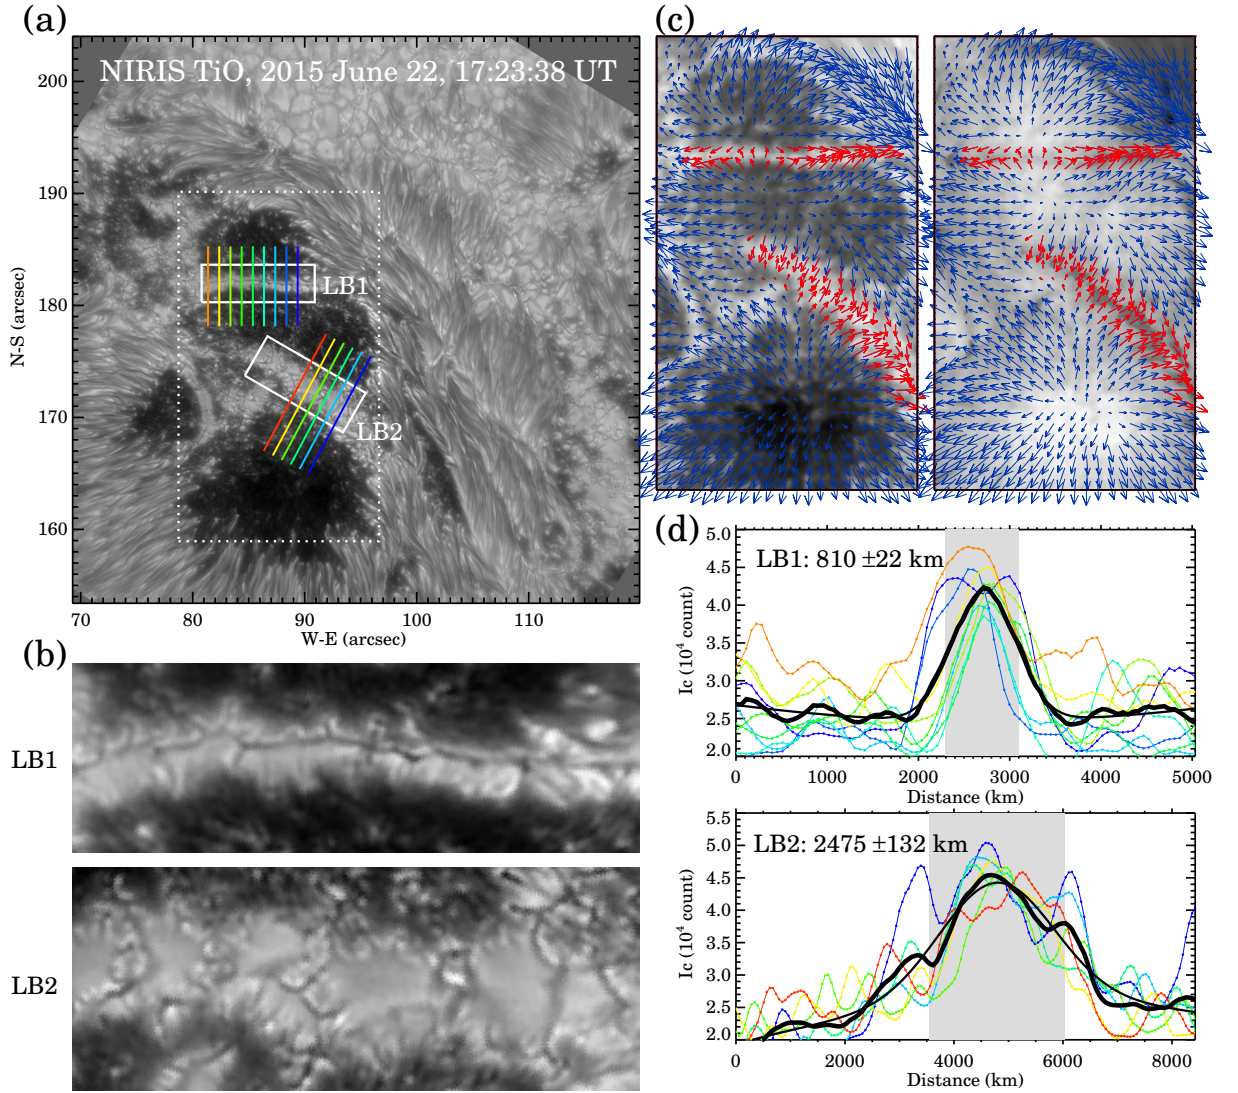 (a)
NIRIS TiO, 2015 June 22, 17:23:38 UT
200
190
180
170
160
N-S (arcsec)
LB1
LB2
70
80
90
100
110
W-E (arcsec)
(b)
LB1
LB2
(c)
(d)
LB1: 810 ±22 km
5.0
4.5
4.0
3.5
3.0
2.5
2.0
Ic (10⁴ count)
0
1000
2000
3000
4000
5000
Distance (km)
LB2: 2475 ±132 km
5.5
5.0
4.5
4.0
3.5
3.0
2.5
2.0
Ic (10⁴ count)
0
2000
4000
6000
8000
Distance (km)